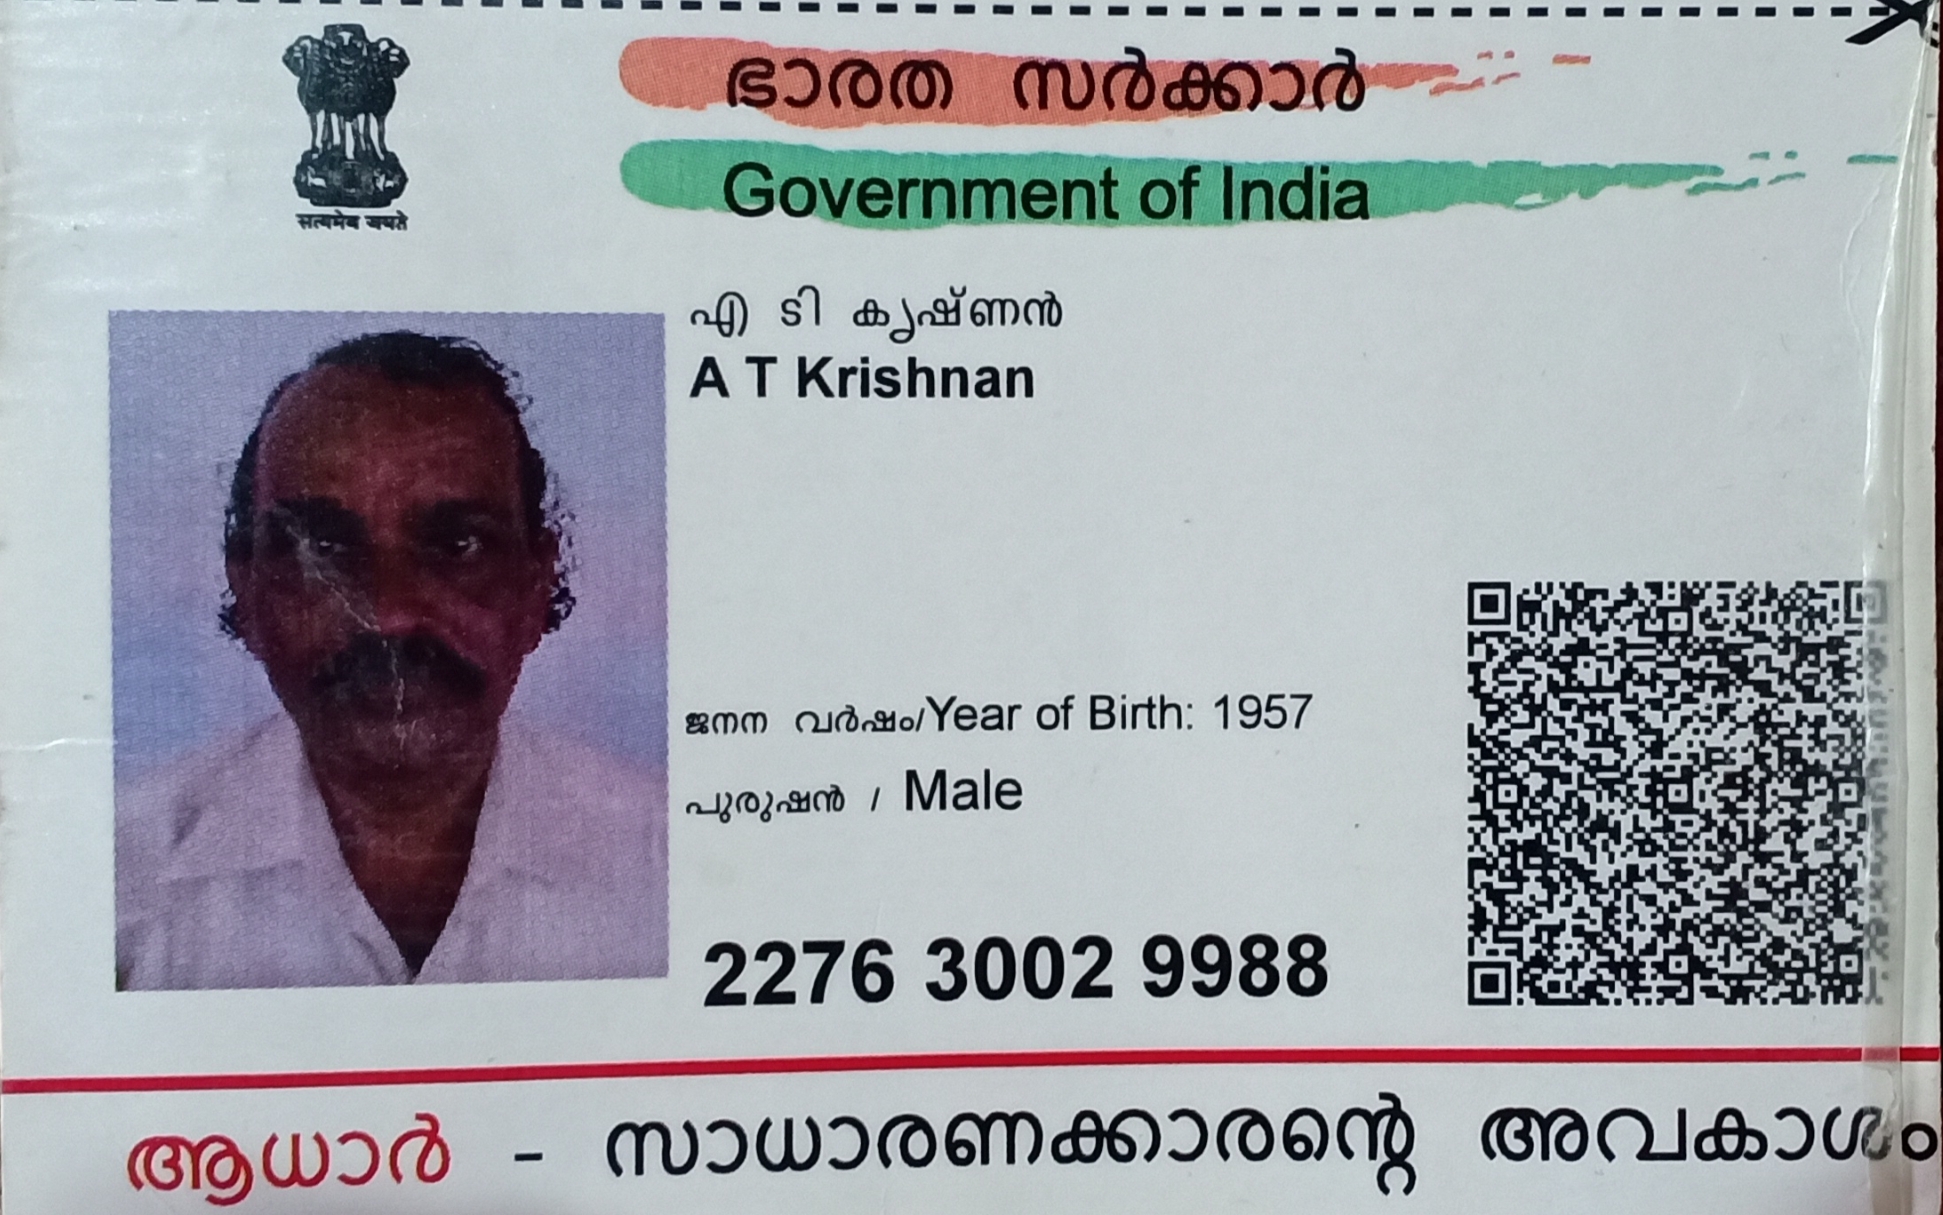 ഭാരത സർക്കാർ
Government of India
सत्यमेव जयते
എ ടി കൃഷ്ണൻ
A T Krishnan
ജനന വർഷം/Year of Birth: 1957
പുരുഷൻ / Male
2276 3002 9988
ആധാർ - സാധാരണക്കാരന്റെ അവകാശം